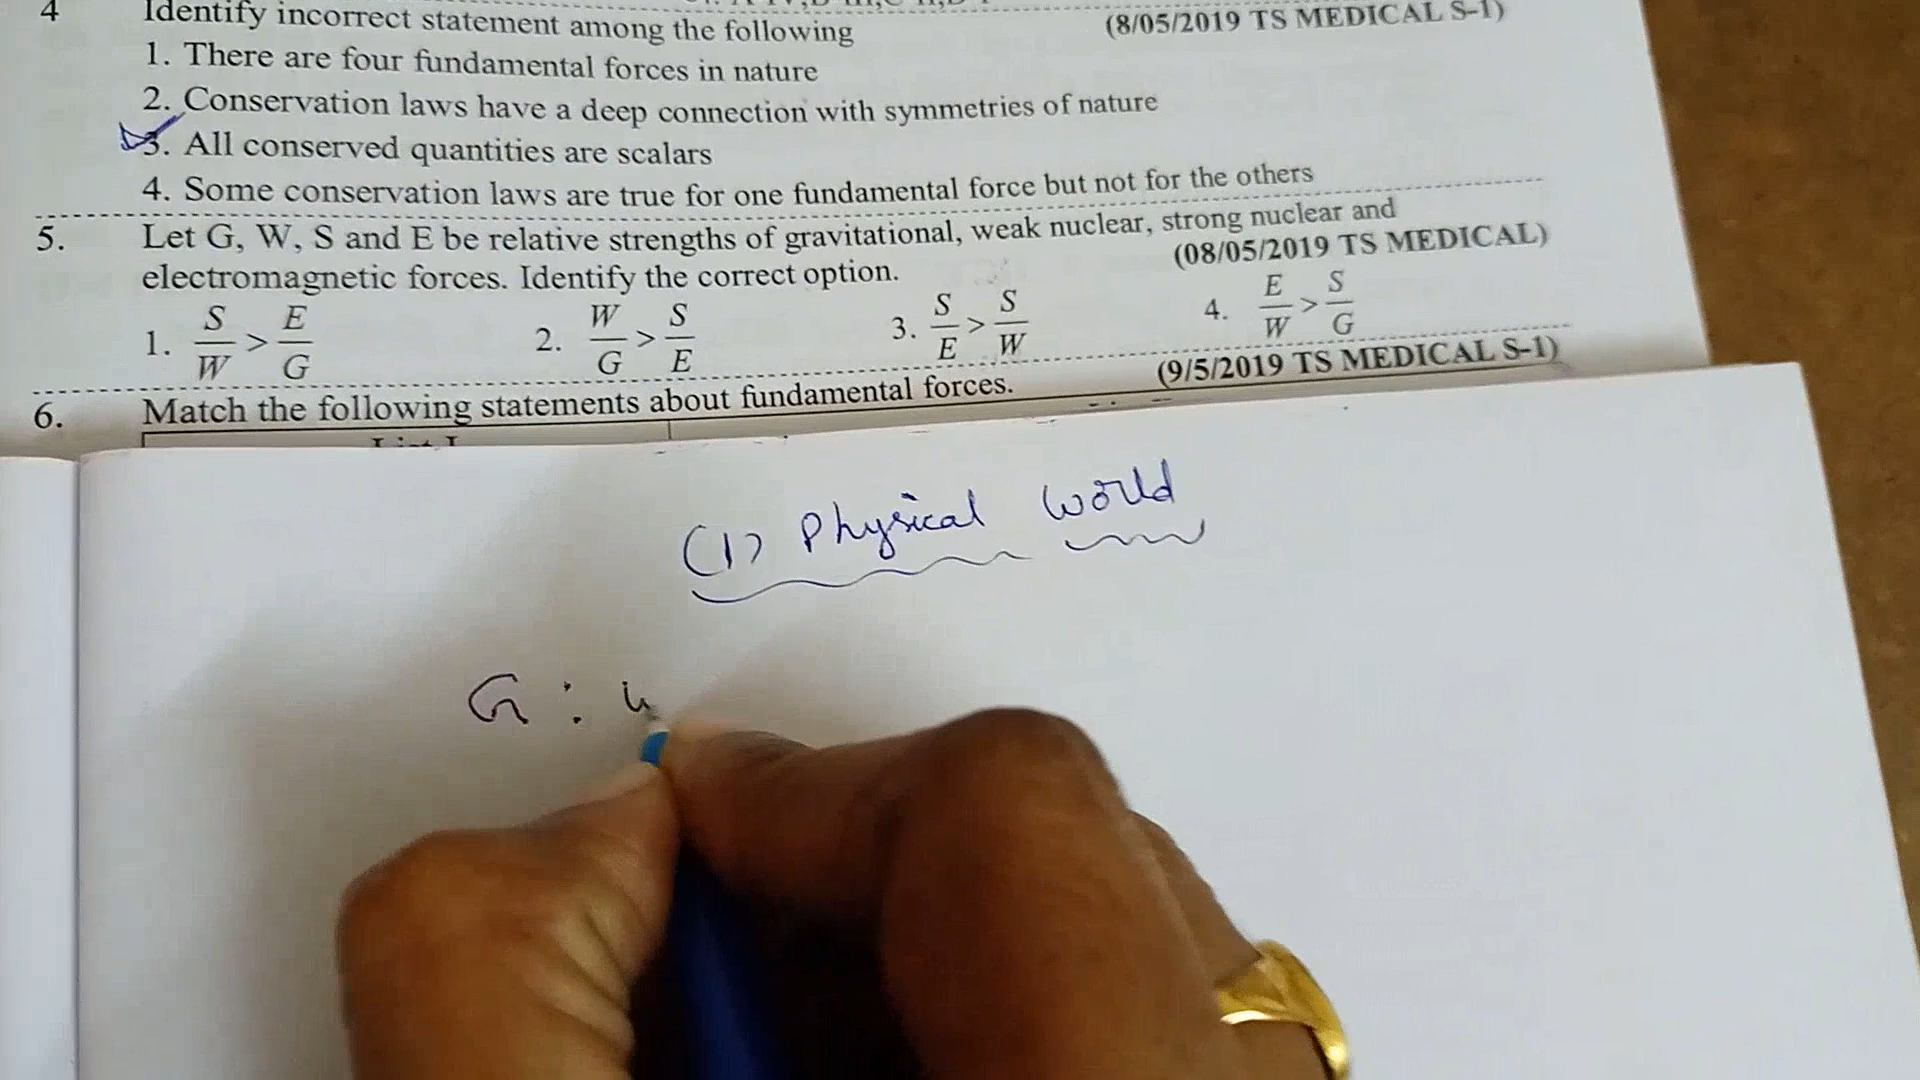 4 Identify incorrect statement among the following (8/05/2019 TS MEDICAL S-1)
1. There are four fundamental forces in nature
2. Conservation laws have a deep connection with symmetries of nature
3. All conserved quantities are scalars
4. Some conservation laws are true for one fundamental force but not for the others
5. Let G, W, S and E be relative strengths of gravitational, weak nuclear, strong nuclear and
electromagnetic forces. Identify the correct option. (08/05/2019 TS MEDICAL)
1. S/W > E/G 2. W/G > S/E 3. S/E > S/W 4. E/W > S/G
(9/5/2019 TS MEDICAL S-1)
6. Match the following statements about fundamental forces.
(1) Physical World
G :